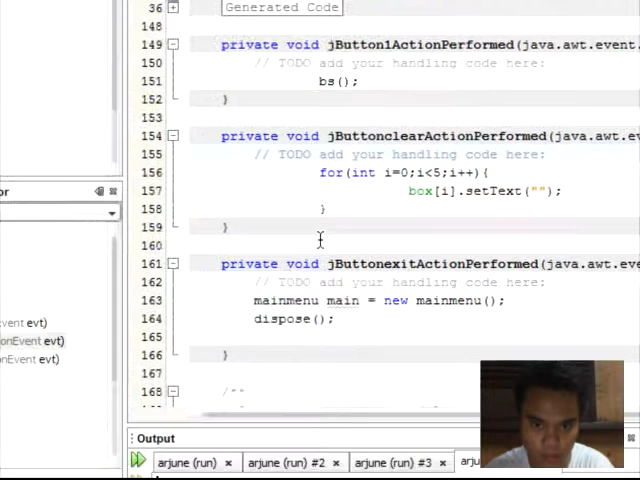 36 Generated Code
148
149 private void jButton1ActionPerformed(java.awt.event.
150 // TODO add your handling code here:
151 bs();
152 }
154 private void jButtonclearActionPerformed(java.awt.ev
155 // TODO add your handling code here:
156 for(int i=0;i<5;i++){
157 box[i].setText("");
158 }
159 }
160
161 private void jButtonexitActionPerformed(java.awt.eve
162 // TODO add your handling code here:
163 mainmenu main = new mainmenu();
164 dispose();
165
166 }
167
168 /**
or
vent evt)
onEvent evt)
onEvent evt)
Output
arjune (run) × arjune (run) #2 × arjune (run) #3 × arju